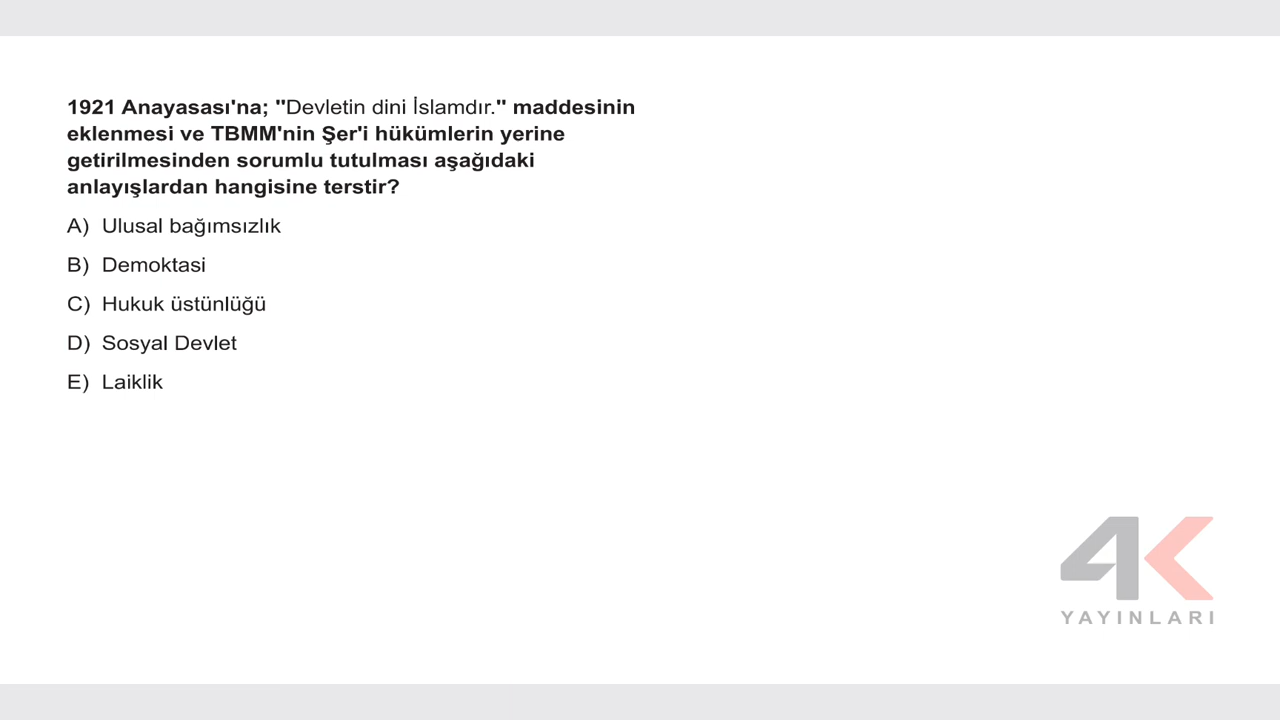 1921 Anayasası'na; "Devletin dini İslamdır." maddesinin
eklenmesi ve TBMM'nin Şer'i hükümlerin yerine
getirilmesinden sorumlu tutulması aşağıdaki
anlayışlardan hangisine terstir?
A) Ulusal bağımsızlık
B) Demoktasi
C) Hukuk üstünlüğü
D) Sosyal Devlet
E) Laiklik
4K
YAYINLARI